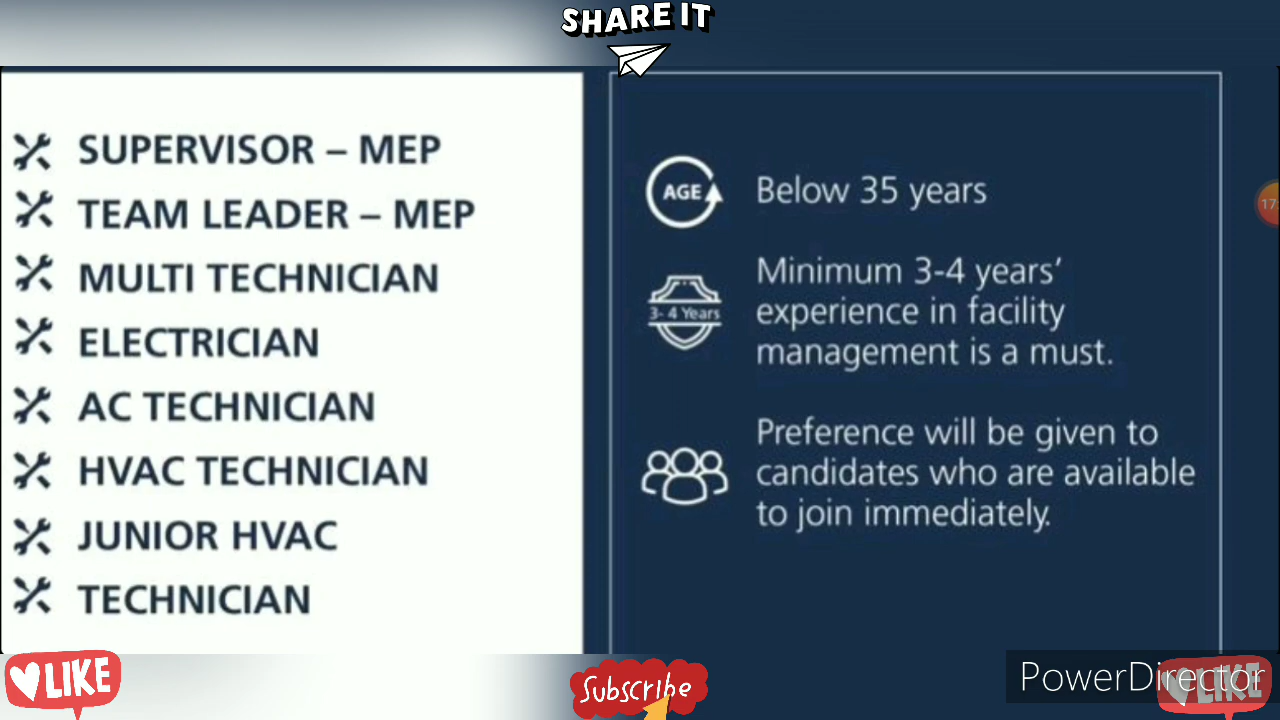 SHARE IT
SUPERVISOR – MEP
TEAM LEADER – MEP
MULTI TECHNICIAN
ELECTRICIAN
AC TECHNICIAN
HVAC TECHNICIAN
JUNIOR HVAC
TECHNICIAN
AGE
Below 35 years
3- 4 Years
Minimum 3-4 years’
experience in facility
management is a must.
Preference will be given to
candidates who are available
to join immediately.
17
LIKE
Subscribe
PowerDirector
LIKE